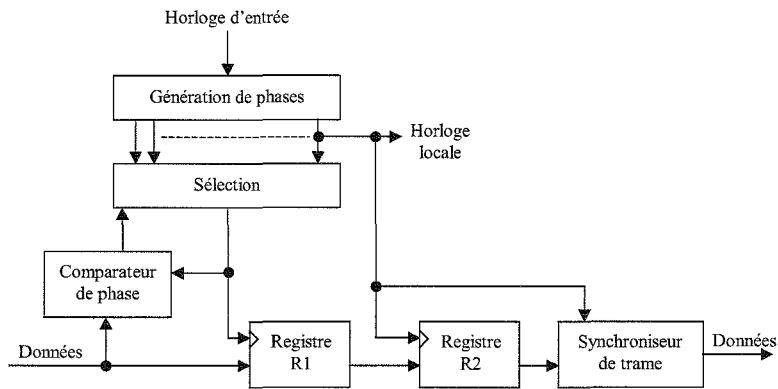 Horloge d'entrée
Génération de phases
Horloge
locale
Sélection
Comparateur
de phase
Données
Registre
R1
Registre
R2
Synchroniseur
de trame
Données